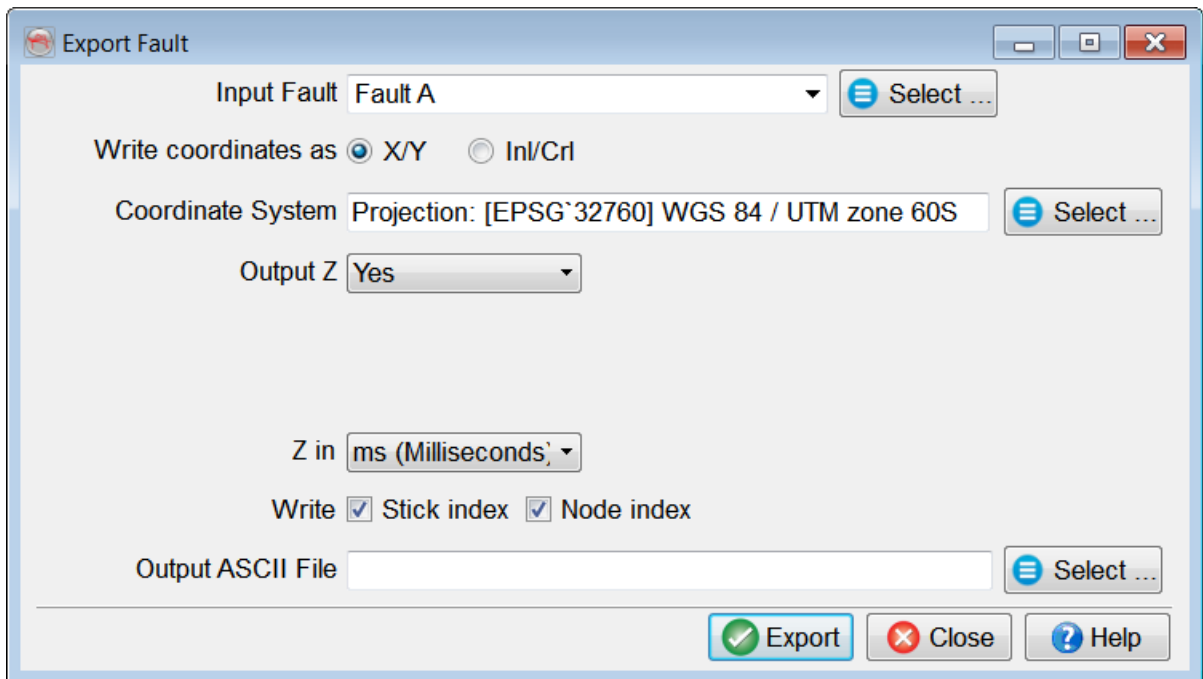 Export Fault
Input Fault Fault A Select ...
Write coordinates as X/Y Inl/Crl
Coordinate System Projection: [EPSG`32760] WGS 84 / UTM zone 60S Select ...
Output Z Yes
Z in ms (Milliseconds)
Write Stick index Node index
Output ASCII File Select ...
Export Close Help